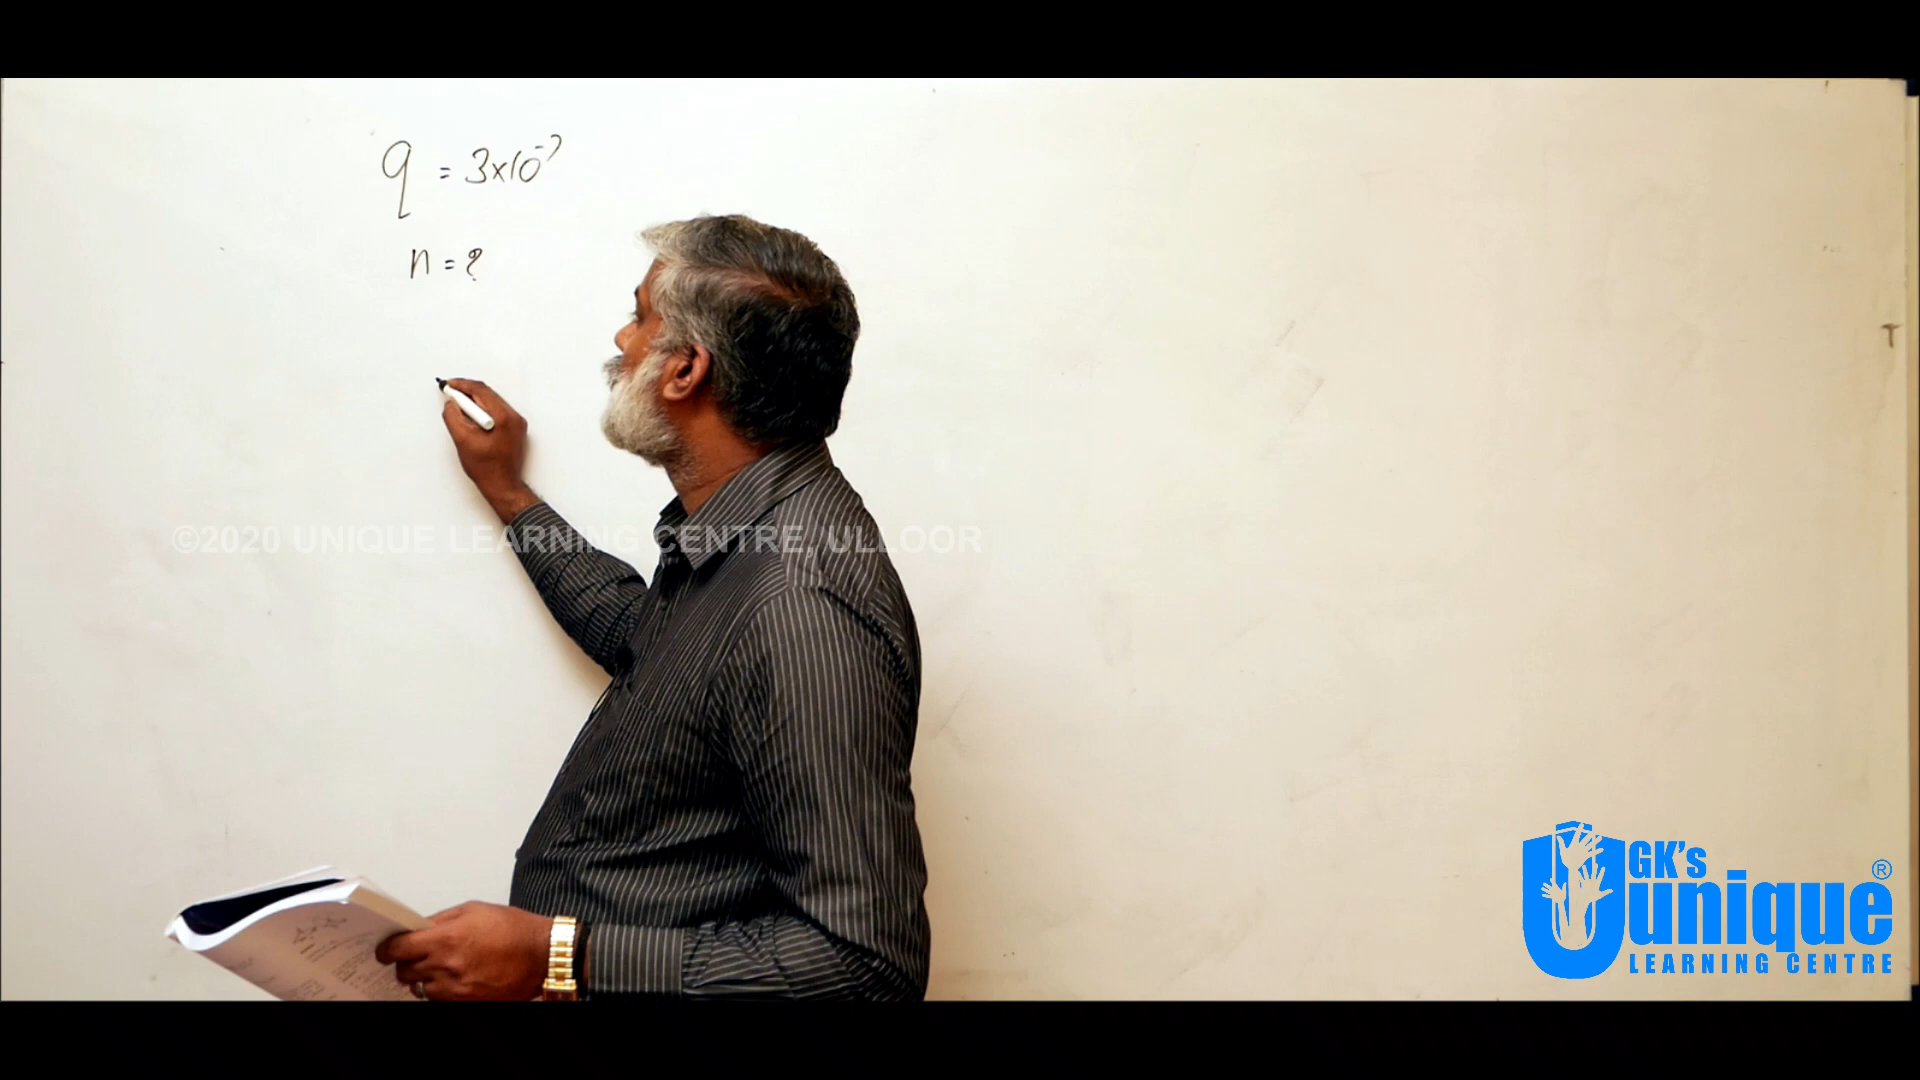 q = 3×10⁻⁷
n = ?
©2020 UNIQUE LEARNING CENTRE, ULLOOR
GK's
unique®
LEARNING CENTRE